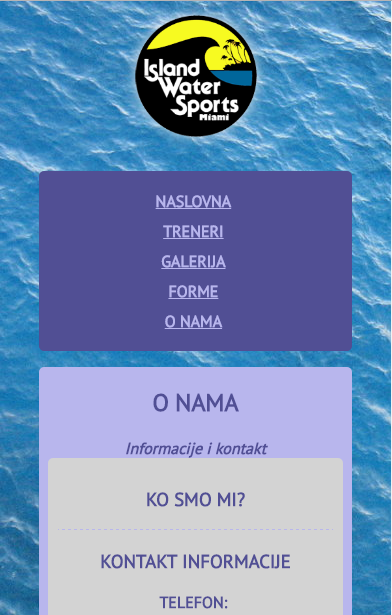 Island
Water
Sports
Miami
NASLOVNA
TRENERI
GALERIJA
FORME
O NAMA
O NAMA
Informacije i kontakt
KO SMO MI?
KONTAKT INFORMACIJE
TELEFON: